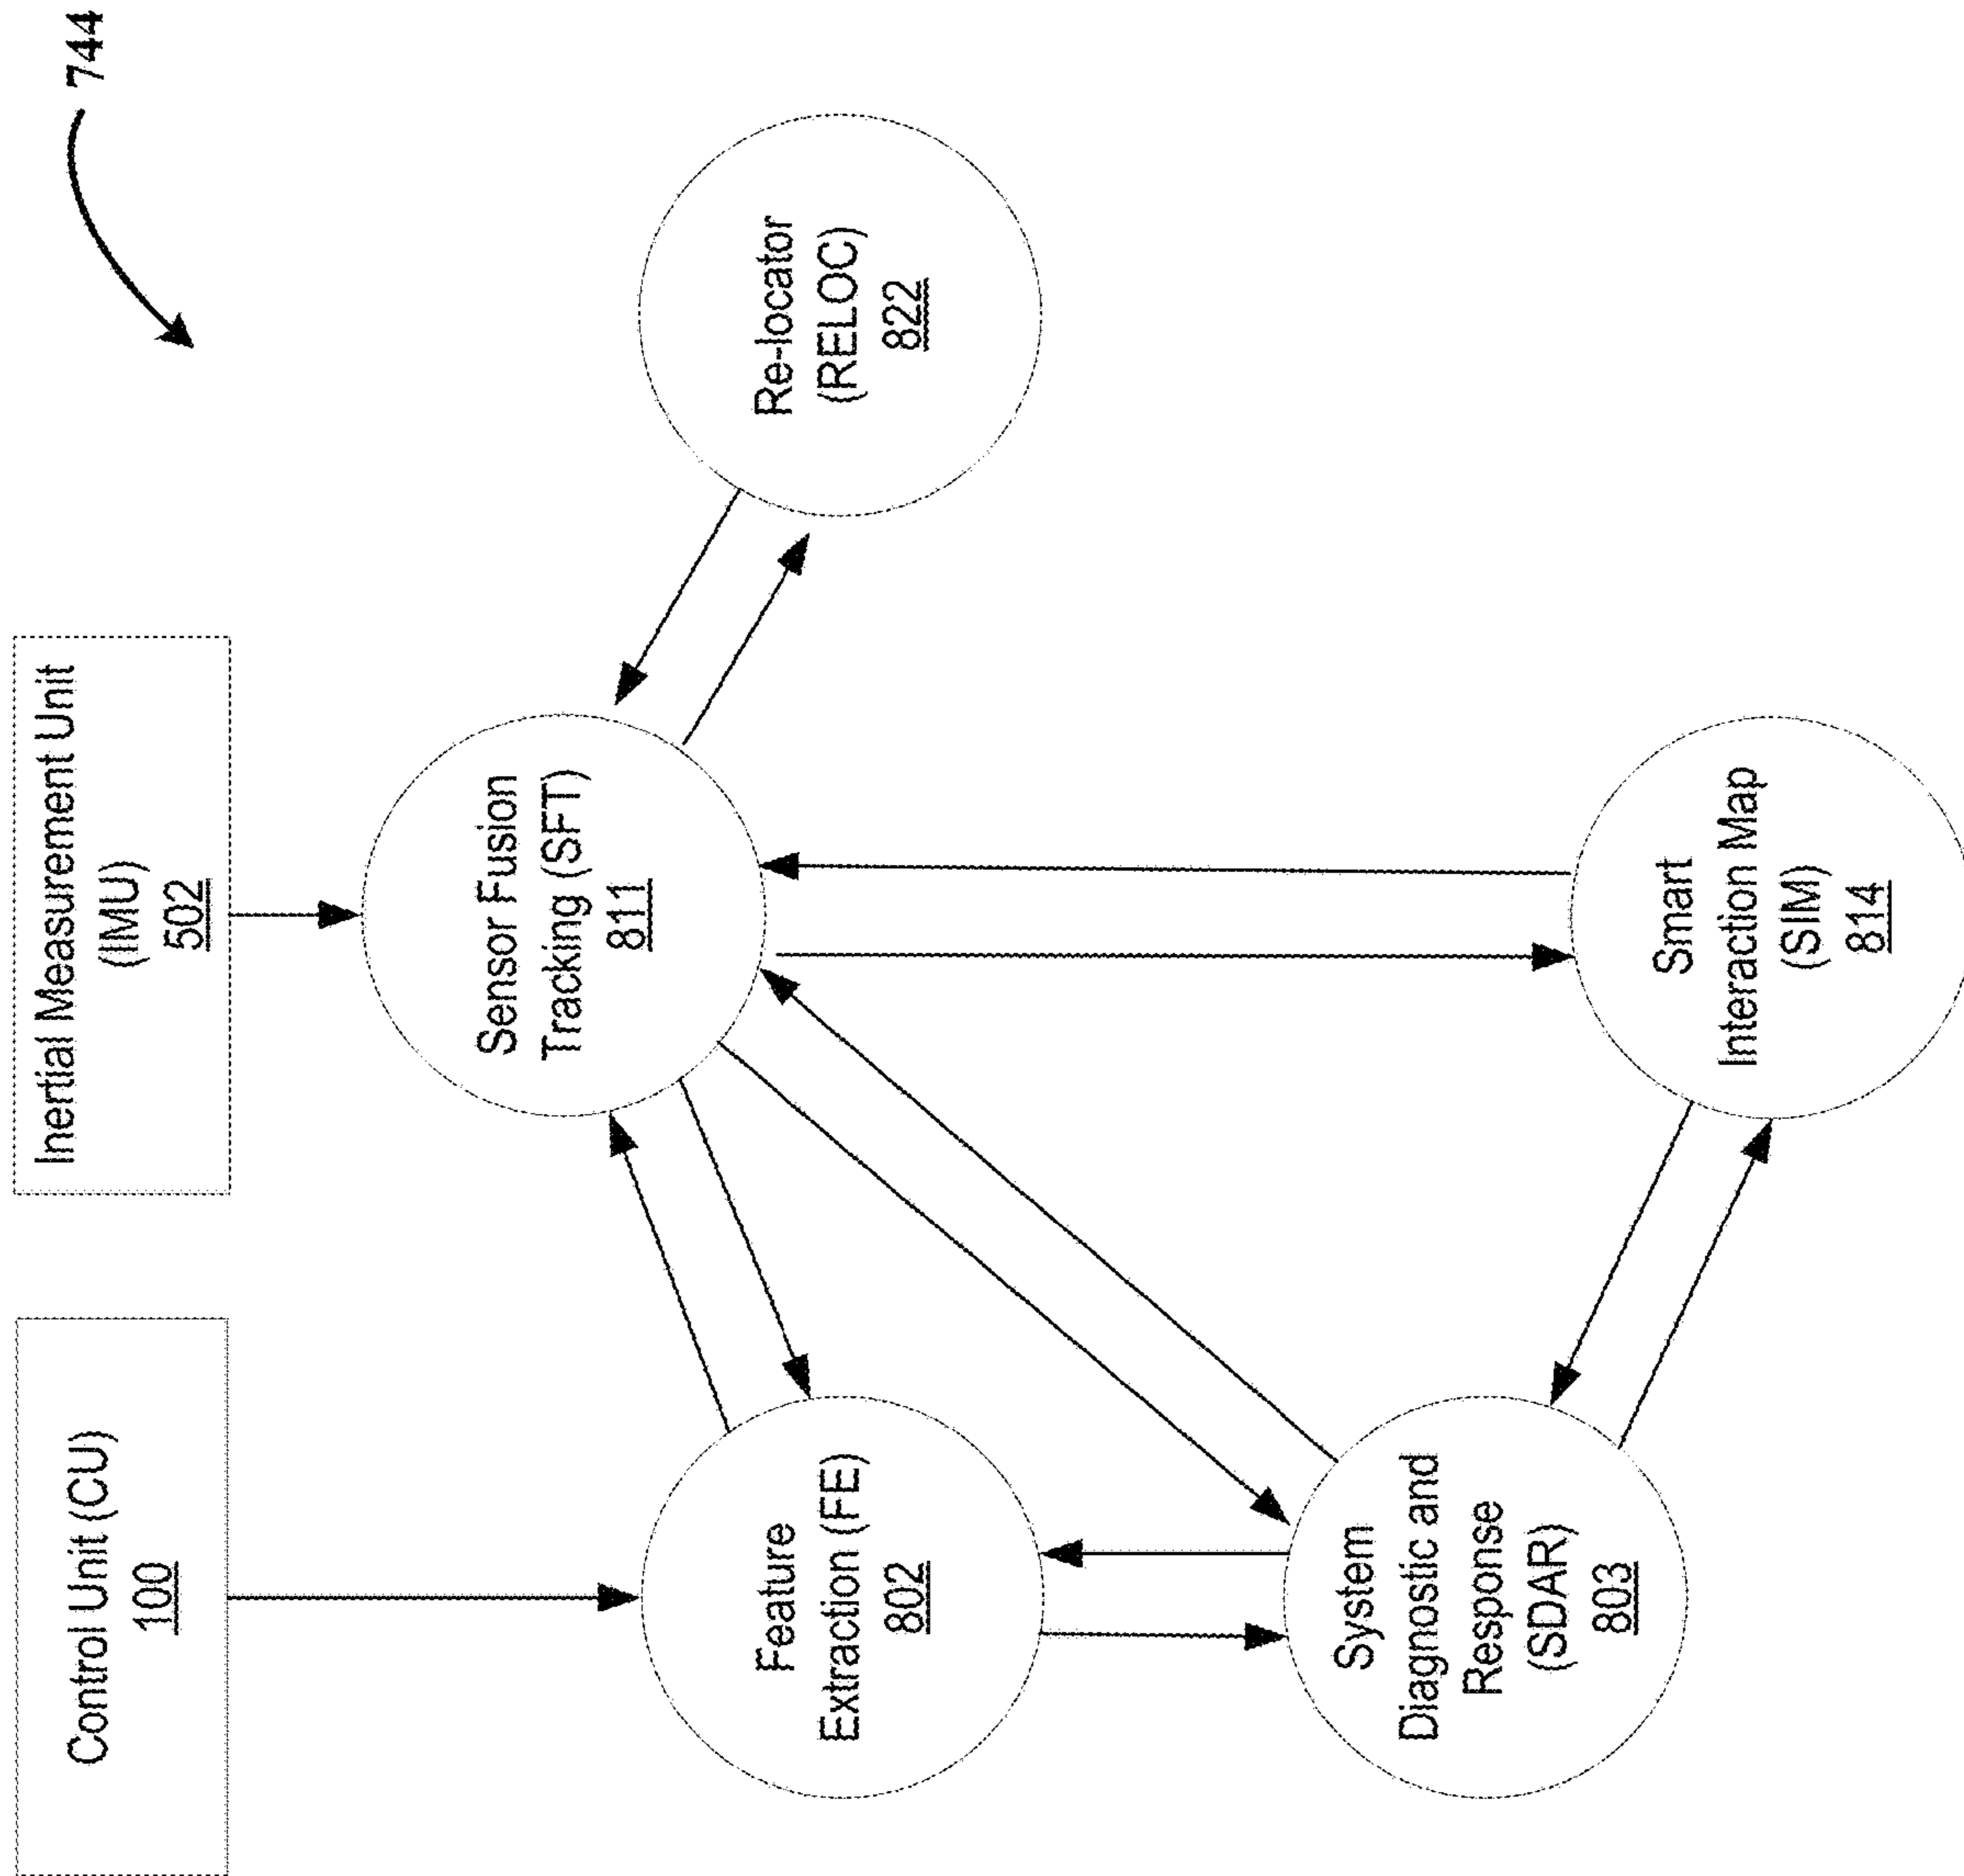 744
Control Unit (CU)
100
Inertial Measurement Unit
(IMU)
502
Feature
Extraction (FE)
802
Sensor Fusion
Tracking (SFT)
811
Re-locator
(RELOC)
822
System
Diagnostic and
Response
(SDAR)
803
Smart
Interaction Map
(SIM)
814